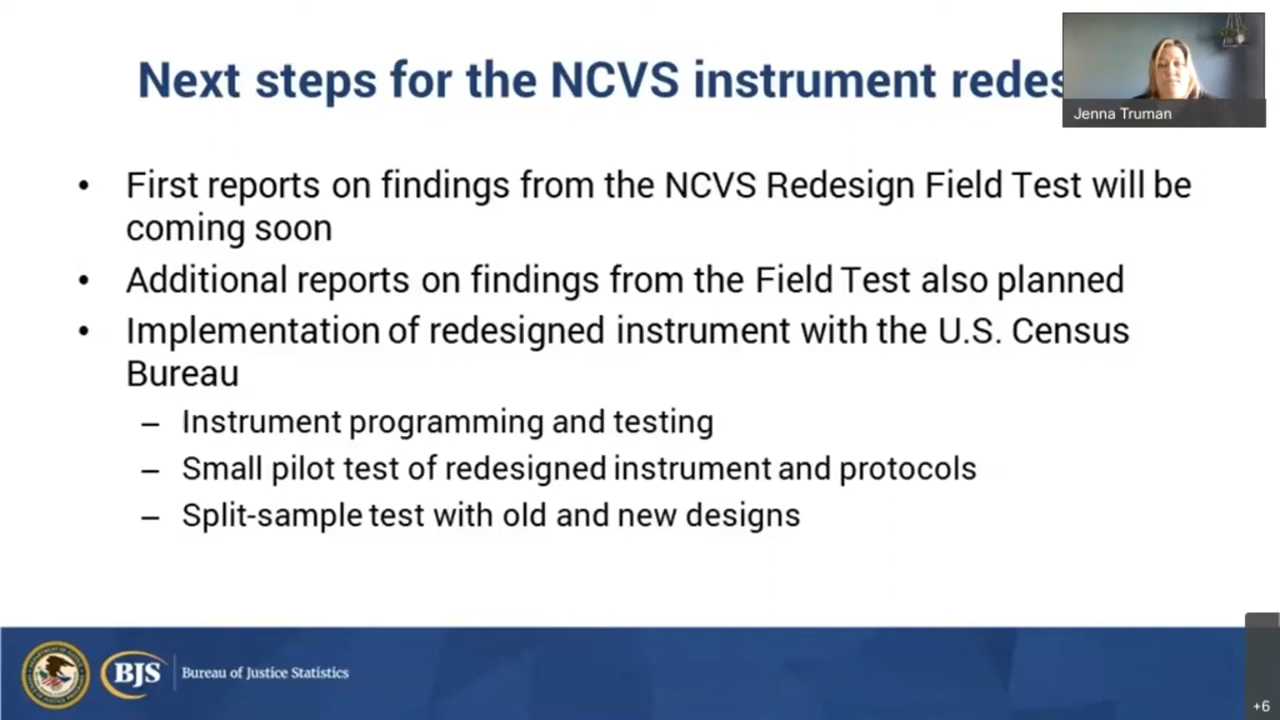 Next steps for the NCVS instrument redes
Jenna Truman
• First reports on findings from the NCVS Redesign Field Test will be
coming soon
• Additional reports on findings from the Field Test also planned
• Implementation of redesigned instrument with the U.S. Census
Bureau
– Instrument programming and testing
– Small pilot test of redesigned instrument and protocols
– Split-sample test with old and new designs
BJS
Bureau of Justice Statistics
+6